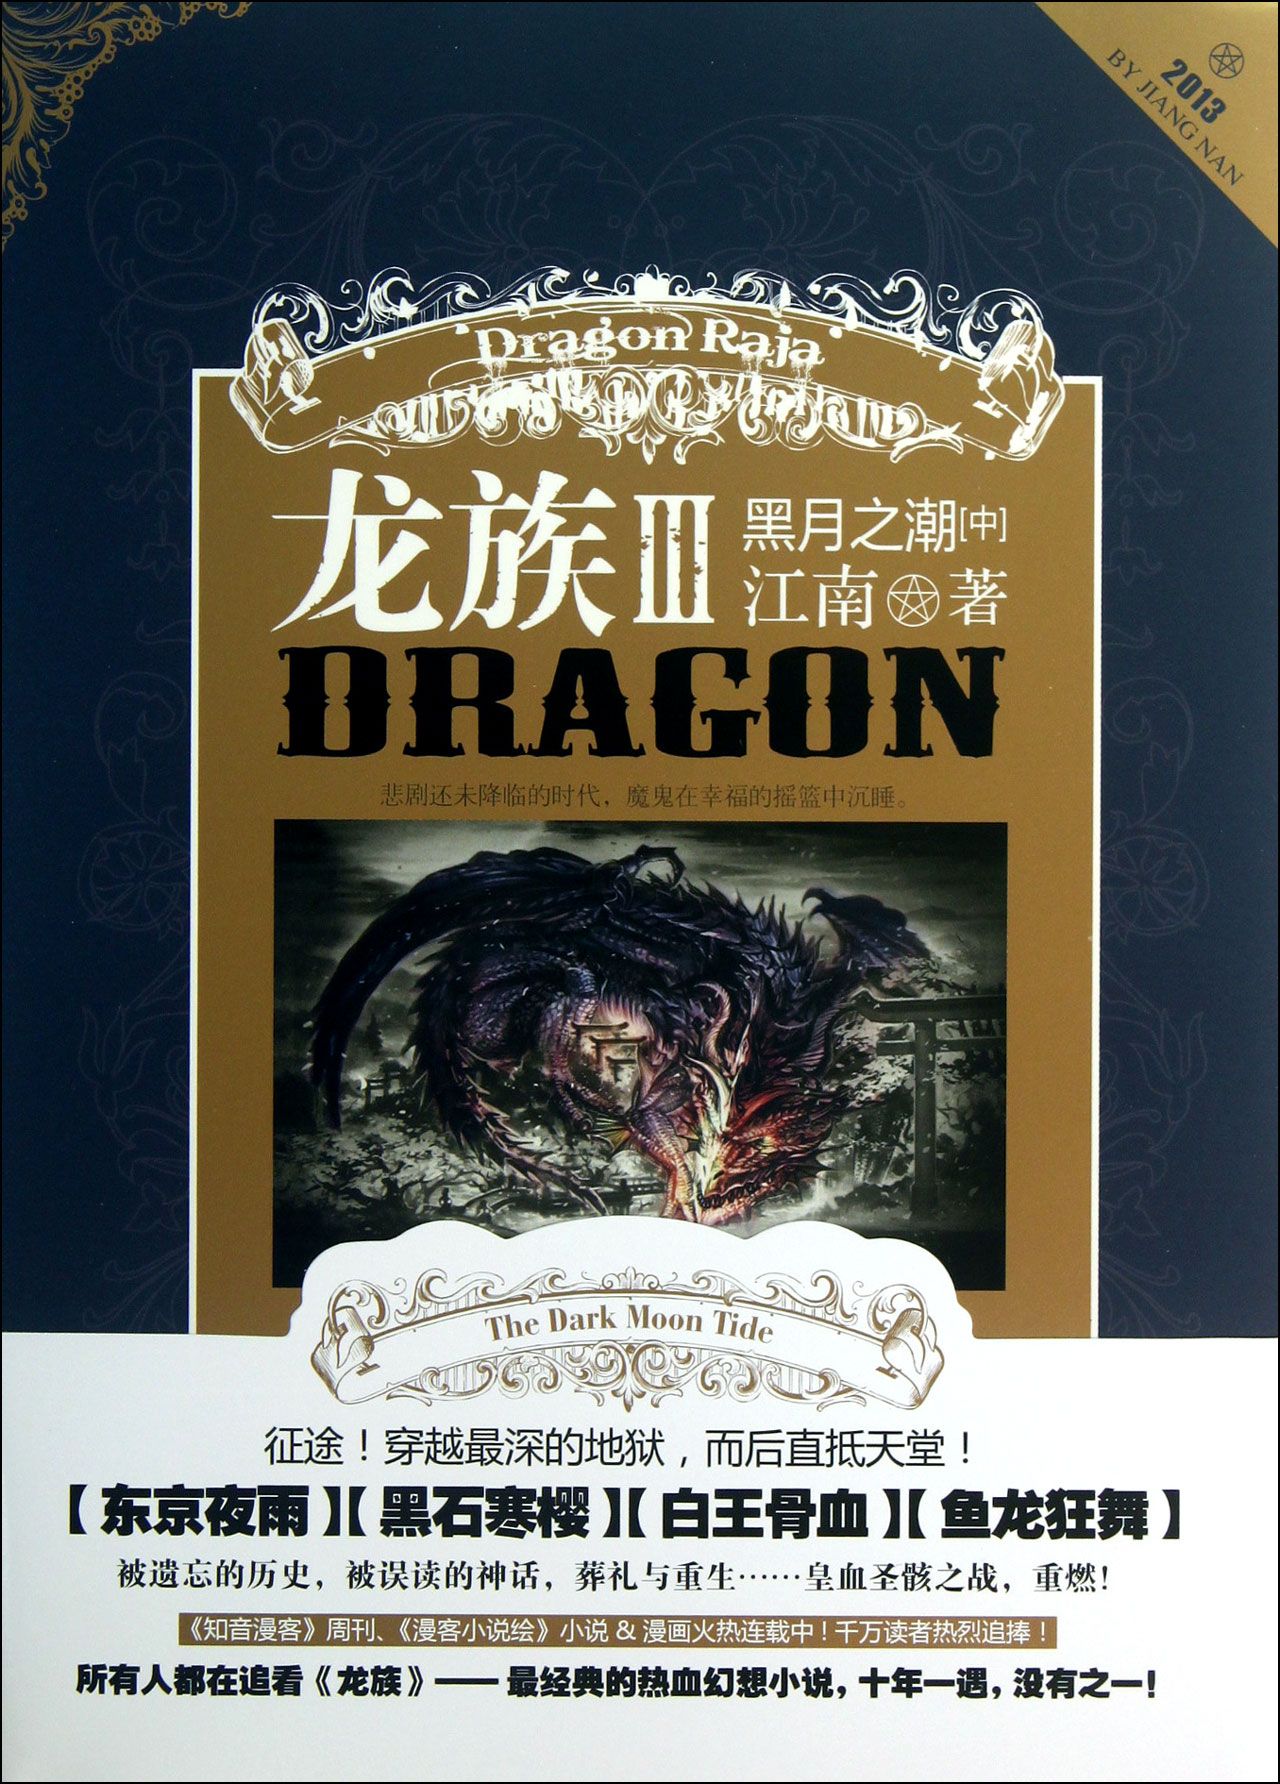 2013
BY JIANG NAN
Dragon Raja
龙族Ⅲ
黑月之潮[中]
江南 著
DRAGON
悲剧还未降临的时代，魔鬼在幸福的摇篮中沉睡。
The Dark Moon Tide
征途！穿越最深的地狱，而后直抵天堂！
【东京夜雨】【黑石寒樱】【白王骨血】【鱼龙狂舞】
被遗忘的历史，被误读的神话，葬礼与重生……皇血圣骸之战，重燃！
《知音漫客》周刊、《漫客小说绘》小说 & 漫画火热连载中！千万读者热烈追捧！
所有人都在追看《龙族》——最经典的热血幻想小说，十年一遇，没有之一！